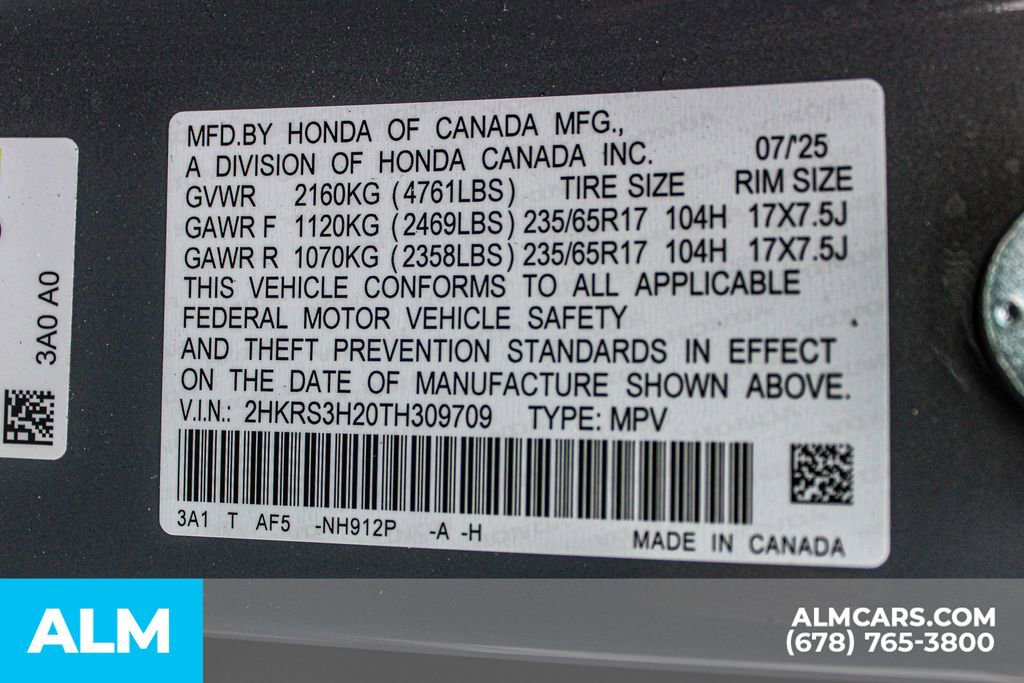 MFD.BY HONDA OF CANADA MFG.,
A DIVISION OF HONDA CANADA INC. 07/'25
GVWR 2160KG (4761LBS) TIRE SIZE RIM SIZE
GAWR F 1120KG (2469LBS) 235/65R17 104H 17X7.5J
GAWR R 1070KG (2358LBS) 235/65R17 104H 17X7.5J
THIS VEHICLE CONFORMS TO ALL APPLICABLE
FEDERAL MOTOR VEHICLE SAFETY
AND THEFT PREVENTION STANDARDS IN EFFECT
ON THE DATE OF MANUFACTURE SHOWN ABOVE.
V.I.N.: 2HKRS3H20TH309709 TYPE: MPV
3A1 T AF5 -NH912P -A -H
MADE IN CANADA
3A0 A0
ALM
ALMCARS.COM
(678) 765-3800